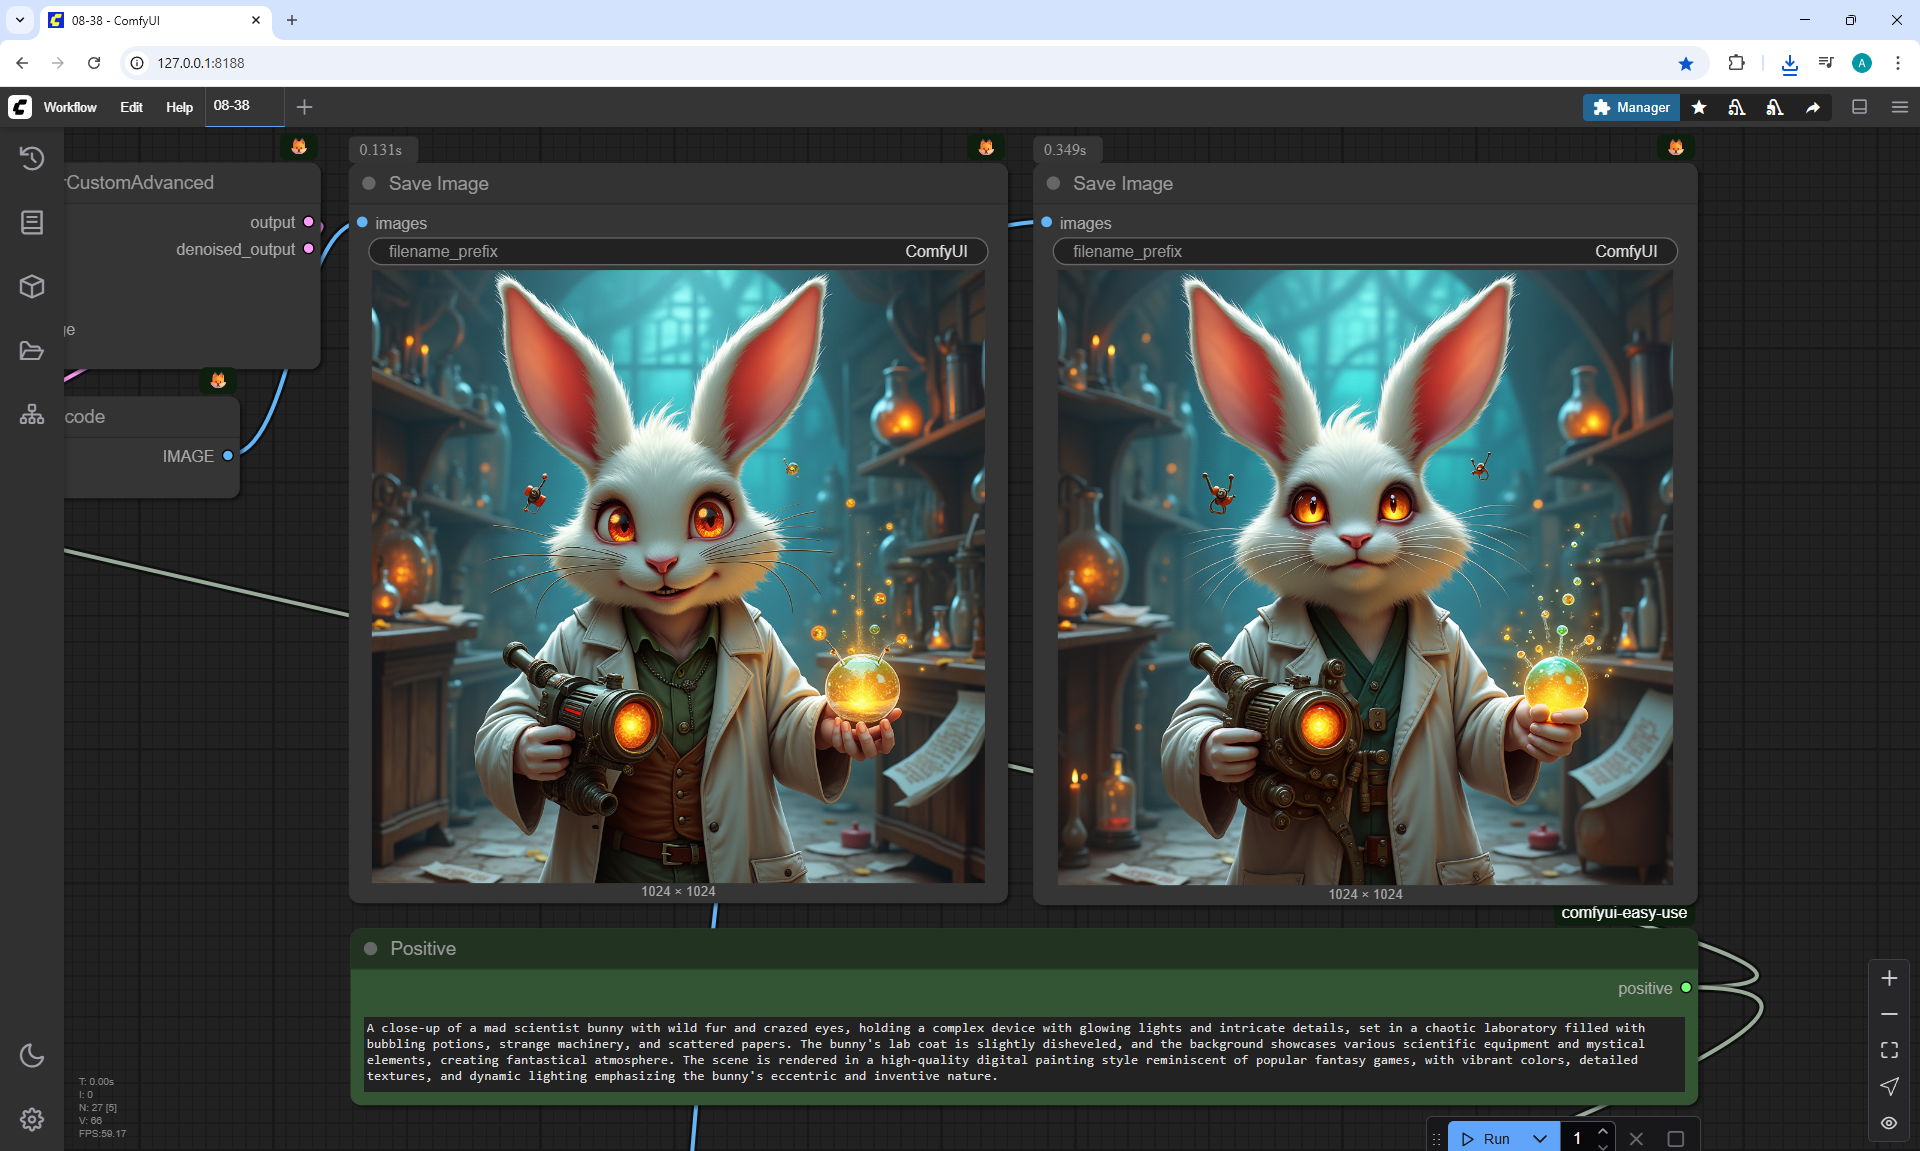 08-38 - ComfyUI
127.0.0.1:8188
A
Workflow Edit Help 08-38
Manager
0.131s
0.349s
rCustomAdvanced
Save Image
Save Image
output
images
images
denoised_output
filename_prefix ComfyUI
filename_prefix ComfyUI
ge
code
IMAGE
1024 × 1024
1024 × 1024
comfyui-easy-use
Positive
positive
A close-up of a mad scientist bunny with wild fur and crazed eyes, holding a complex device with glowing lights and intricate details, set in a chaotic laboratory filled with
bubbling potions, strange machinery, and scattered papers. The bunny's lab coat is slightly disheveled, and the background showcases various scientific equipment and mystical
elements, creating fantastical atmosphere. The scene is rendered in a high-quality digital painting style reminiscent of popular fantasy games, with vibrant colors, detailed
textures, and dynamic lighting emphasizing the bunny's eccentric and inventive nature.
T: 0.00s
I: 0
N: 27 [5]
V: 66
FPS:59.17
Run 1